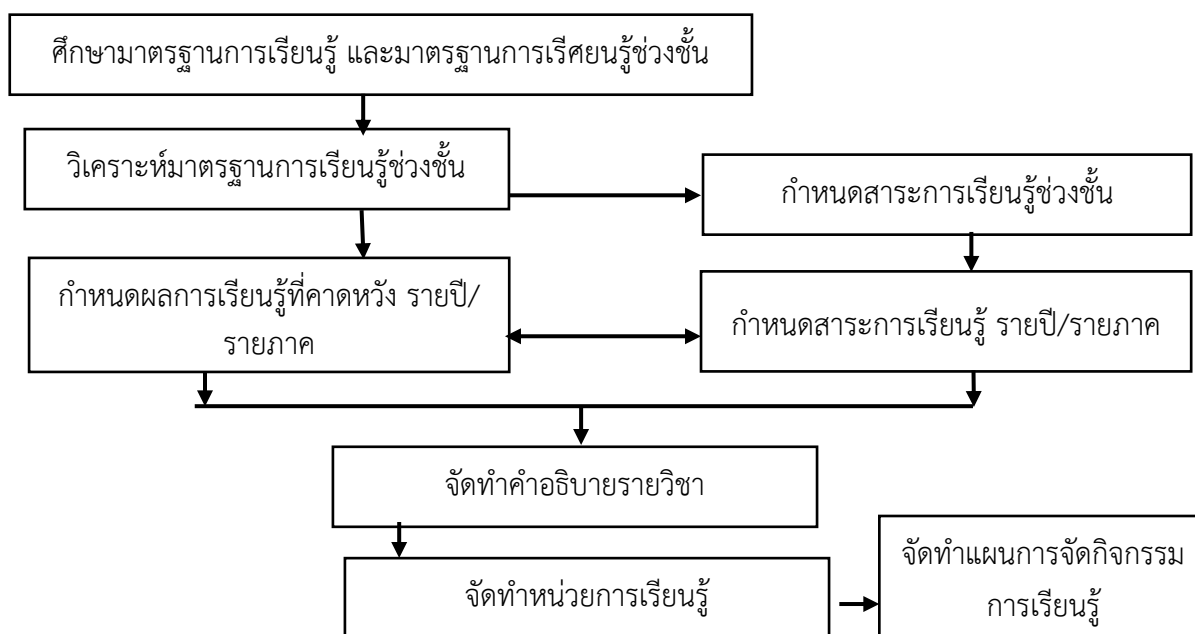 ศึกษามาตรฐานการเรียนรู้ และมาตรฐานการเรีศยนรู้ช่วงชั้น
วิเคราะห์มาตรฐานการเรียนรู้ช่วงชั้น
กำหนดสาระการเรียนรู้ช่วงชั้น
กำหนดผลการเรียนรู้ที่คาดหวัง รายปี/
รายภาค
กำหนดสาระการเรียนรู้ รายปี/รายภาค
จัดทำคำอธิบายรายวิชา
จัดทำหน่วยการเรียนรู้
จัดทำแผนการจัดกิจกรรม
การเรียนรู้